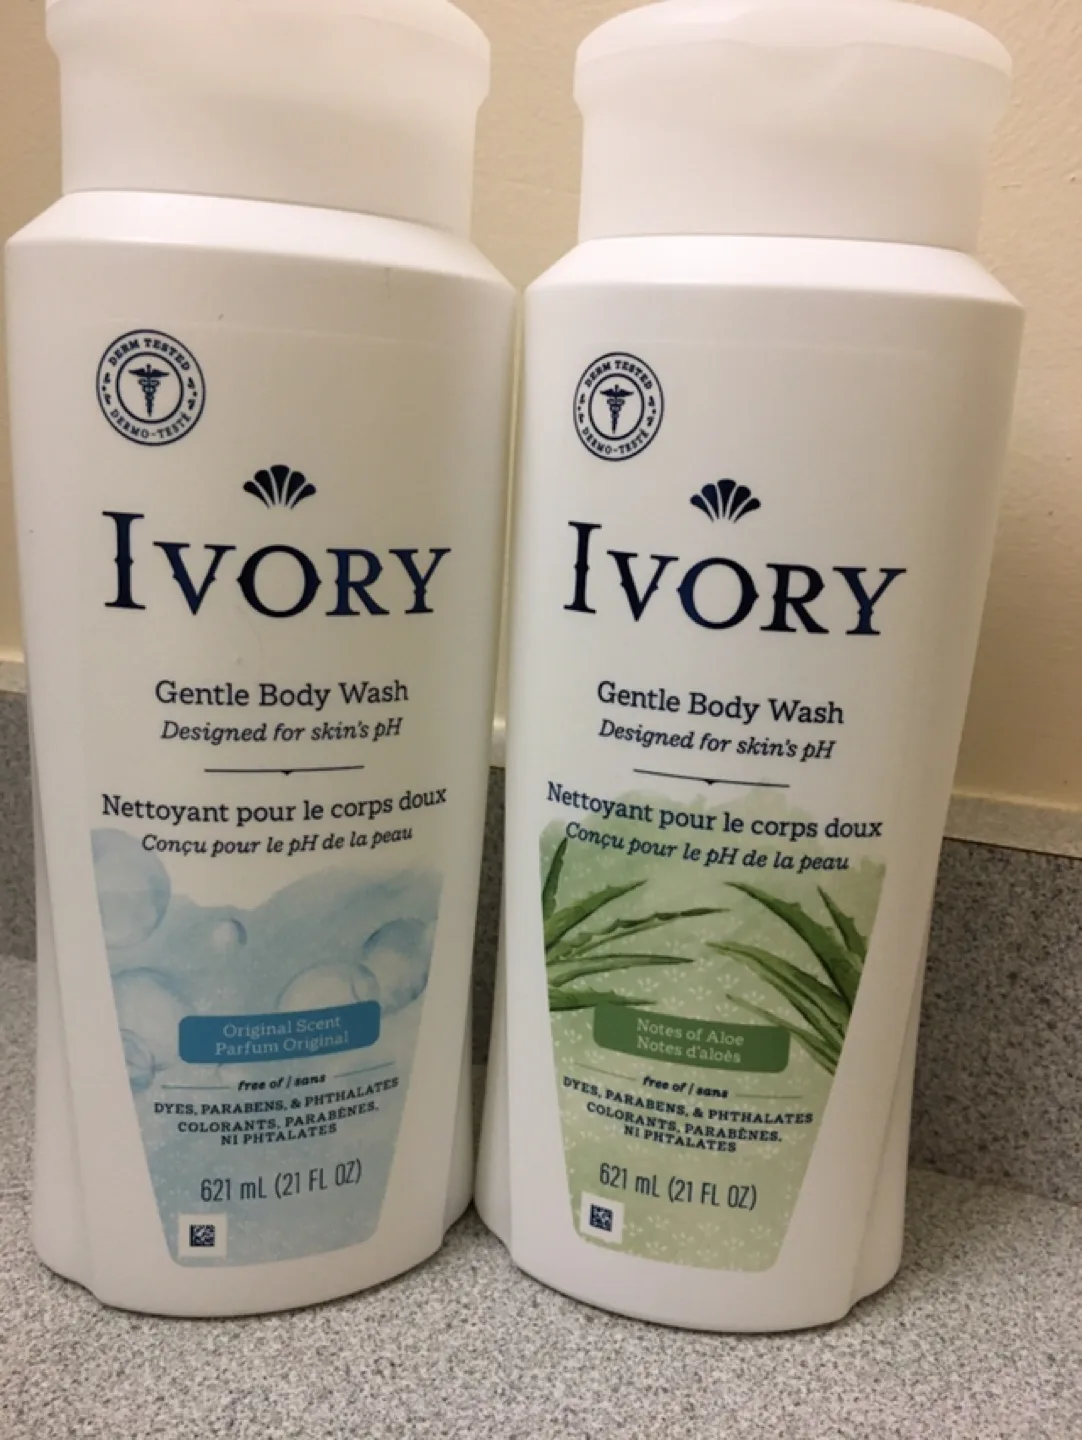 DERM TESTED
DERMO-TESTÉ
IVORY
Gentle Body Wash
Designed for skin's pH
Nettoyant pour le corps doux
Conçu pour le pH de la peau
Original Scent
Parfum Original
free of / sans
DYES, PARABENS, & PHTHALATES
COLORANTS, PARABÈNES,
NI PHTALATES
621 mL (21 FL OZ)
DERM TESTED
DERMO-TESTÉ
IVORY
Gentle Body Wash
Designed for skin's pH
Nettoyant pour le corps doux
Conçu pour le pH de la peau
Notes of Aloe
Notes d'aloès
free of / sans
DYES, PARABENS, & PHTHALATES
COLORANTS, PARABÈNES,
NI PHTALATES
621 mL (21 FL OZ)